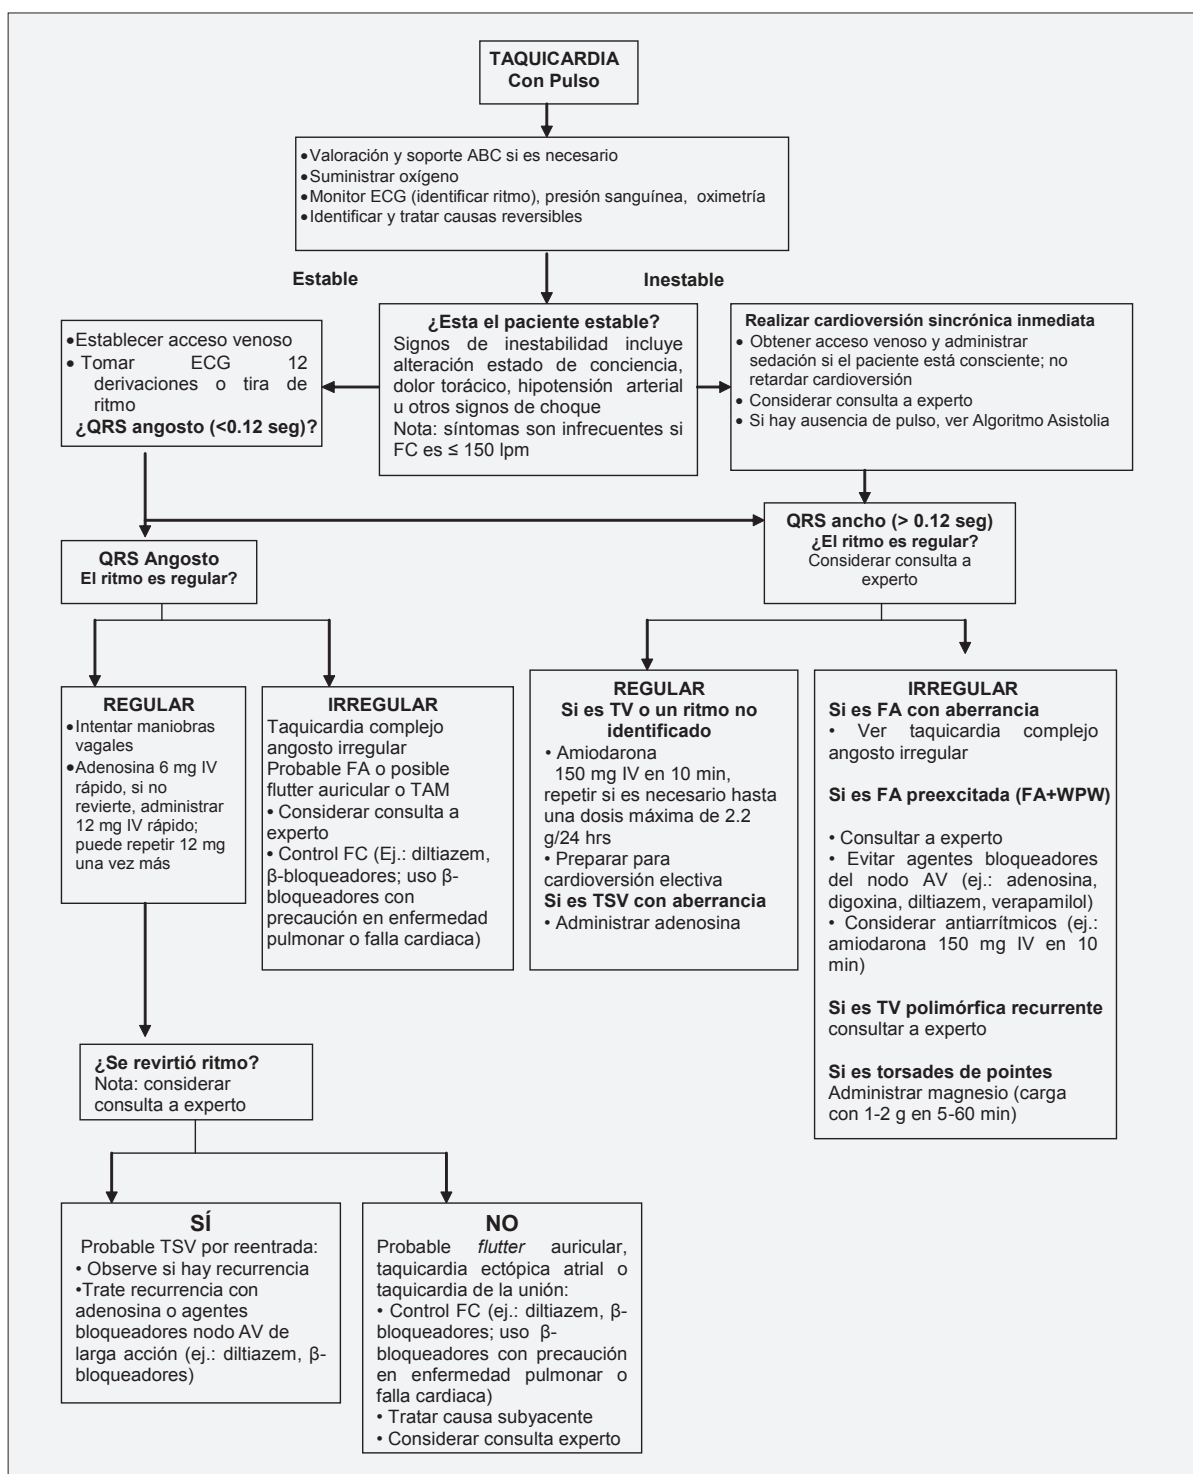 TAQUICARDIA
Con Pulso
•Valoración y soporte ABC si es necesario
•Suministrar oxígeno
•Monitor ECG (identificar ritmo), presión sanguínea, oximetría
•Identificar y tratar causas reversibles
Estable
Inestable
•Establecer acceso venoso
• Tomar ECG 12
derivaciones o tira de
ritmo
¿QRS angosto (<0.12 seg)?
¿Esta el paciente estable?
Signos de inestabilidad incluye
alteración estado de conciencia,
dolor torácico, hipotensión arterial
u otros signos de choque
Nota: síntomas son infrecuentes si
FC es ≤ 150 lpm
Realizar cardioversión sincrónica inmediata
• Obtener acceso venoso y administrar
sedación si el paciente está consciente; no
retardar cardioversión
• Considerar consulta a experto
• Si hay ausencia de pulso, ver Algoritmo Asistolia
QRS Angosto
El ritmo es regular?
QRS ancho (> 0.12 seg)
¿El ritmo es regular?
Considerar consulta a
experto
REGULAR
•Intentar maniobras
vagales
•Adenosina 6 mg IV
rápido, si no
revierte, administrar
12 mg IV rápido;
puede repetir 12 mg
una vez más
IRREGULAR
Taquicardia complejo
angosto irregular
Probable FA o posible
flutter auricular o TAM
• Considerar consulta a
experto
• Control FC (Ej.: diltiazem,
β-bloqueadores; uso β-
bloqueadores con
precaución en enfermedad
pulmonar o falla cardiaca)
REGULAR
Si es TV o un ritmo no
identificado
• Amiodarona
150 mg IV en 10 min,
repetir si es necesario hasta
una dosis máxima de 2.2
g/24 hrs
• Preparar para
cardioversión electiva
Si es TSV con aberrancia
• Administrar adenosina
IRREGULAR
Si es FA con aberrancia
• Ver taquicardia complejo
angosto irregular
Si es FA preexcitada (FA+WPW)
• Consultar a experto
• Evitar agentes bloqueadores
del nodo AV (ej.: adenosina,
digoxina, diltiazem, verapamilol)
• Considerar antiarrítmicos (ej.:
amiodarona 150 mg IV en 10
min)
Si es TV polimórfica recurrente
consultar a experto
Si es torsades de pointes
Administrar magnesio (carga
con 1-2 g en 5-60 min)
¿Se revirtió ritmo?
Nota: considerar
consulta a experto
SÍ
Probable TSV por reentrada:
• Observe si hay recurrencia
•Trate recurrencia con
adenosina o agentes
bloqueadores nodo AV de
larga acción (ej.: diltiazem, β-
bloqueadores)
NO
Probable flutter auricular,
taquicardia ectópica atrial o
taquicardia de la unión:
• Control FC (ej.: diltiazem, β-
bloqueadores; uso β-
bloqueadores con precaución
en enfermedad pulmonar o
falla cardiaca)
• Tratar causa subyacente
• Considerar consulta experto